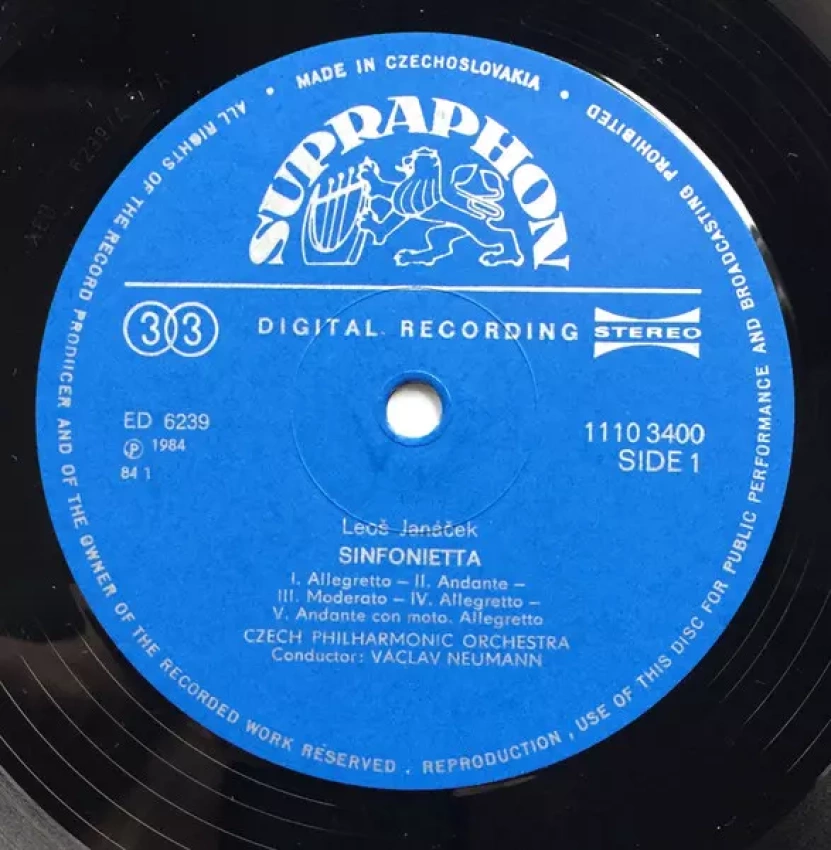 ALL RIGHTS OF THE RECORD PRODUCER AND OF THE OWNER OF THE RECORDED WORK RESERVED . REPRODUCTION , USE OF THIS DISC FOR PUBLIC PERFORMANCE AND BROADCASTING PROHIBITED
• MADE IN CZECHOSLOVAKIA •
SUPRAPHON
33 DIGITAL RECORDING STEREO
ED 6239
Ⓟ 1984
84 1
1110 3400
SIDE 1
Leoš Janáček
SINFONIETTA
I. Allegretto – II. Andante –
III. Moderato – IV. Allegretto –
V. Andante con moto. Allegretto
CZECH PHILHARMONIC ORCHESTRA
Conductor: VÁCLAV NEUMANN